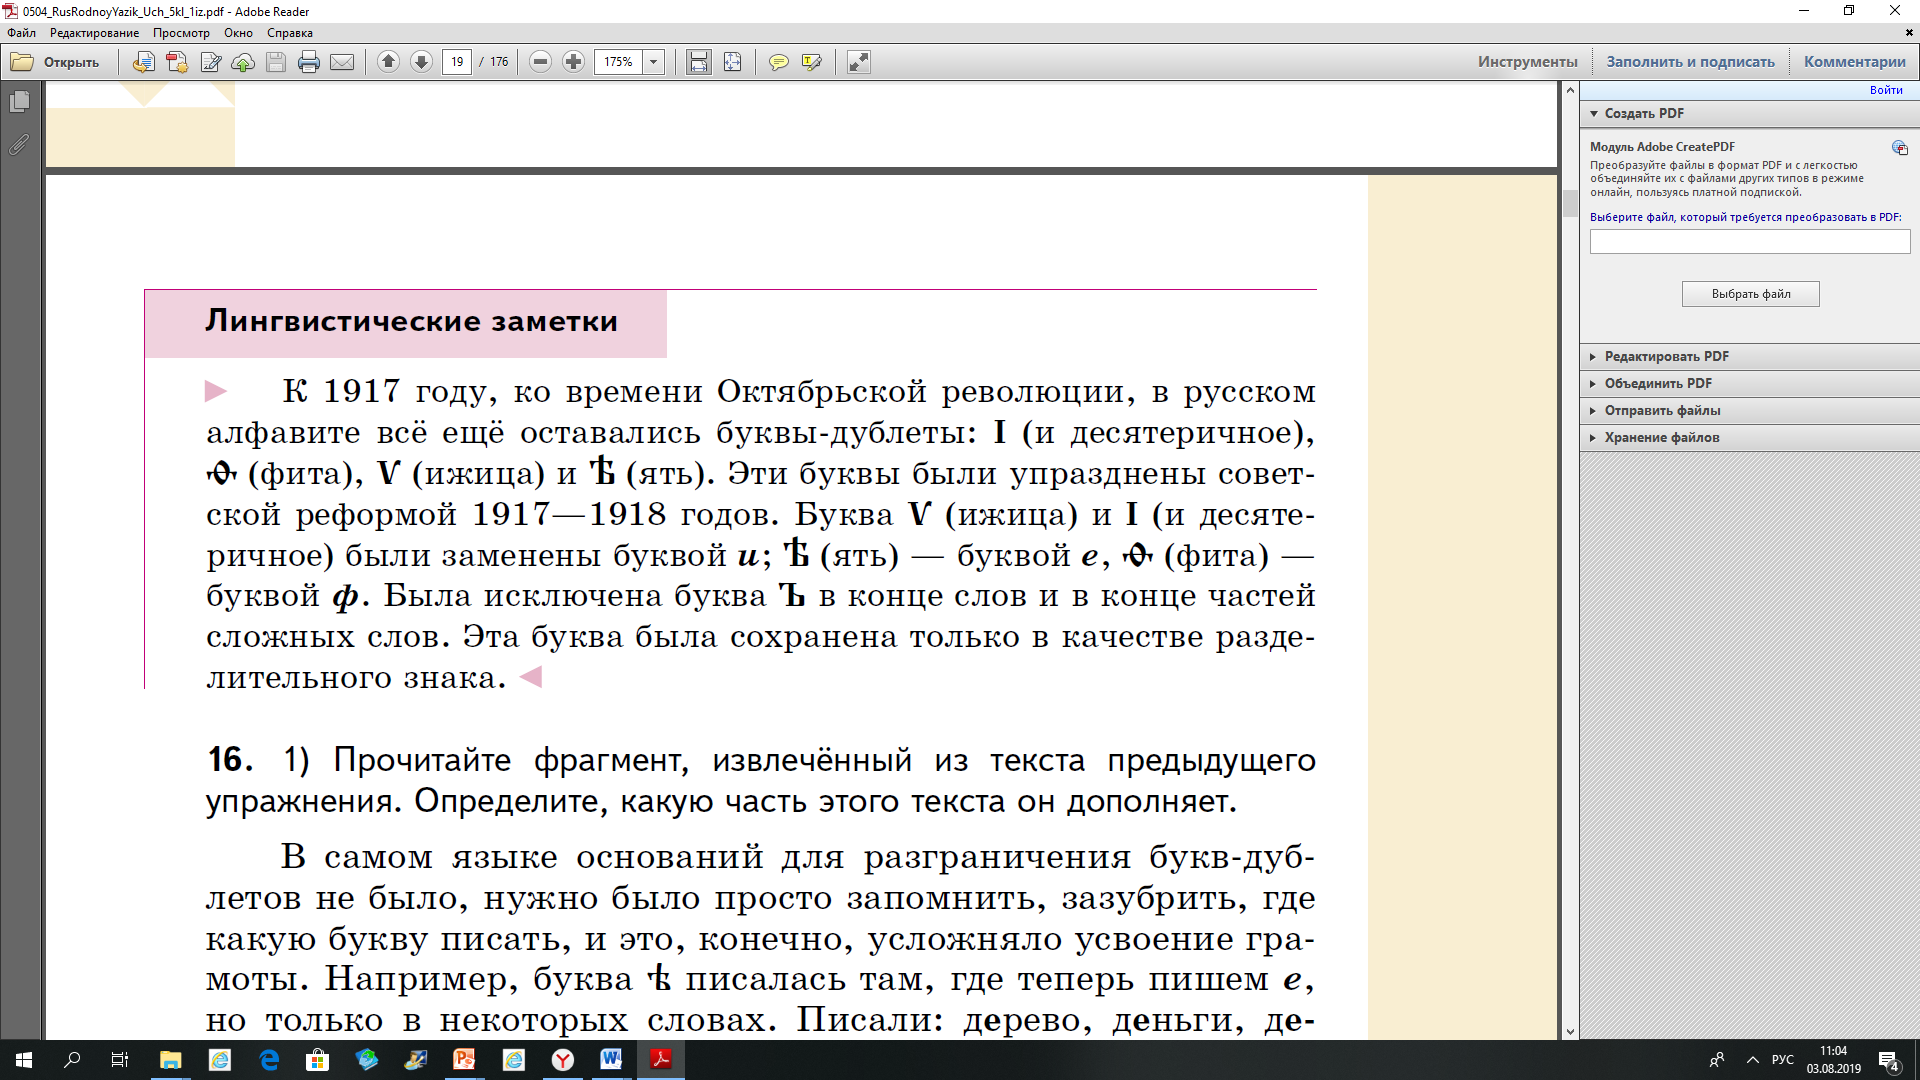 0504_RusRodnoyYazik_Uch_5kl_1iz.pdf - Adobe Reader
Файл Редактирование Просмотр Окно Справка
Открыть 19 / 176 175% Инструменты Заполнить и подписать Комментарии
Войти
Создать PDF
Модуль Adobe CreatePDF
Преобразуйте файлы в формат PDF и с легкостью
объединяйте их с файлами других типов в режиме
онлайн, пользуясь платной подпиской.
Выберите файл, который требуется преобразовать в PDF:
Выбрать файл
Редактировать PDF
Объединить PDF
Отправить файлы
Хранение файлов
Лингвистические заметки
К 1917 году, ко времени Октябрьской революции, в русском
алфавите всё ещё оставались буквы-дублеты: І (и десятеричное),
Ѳ (фита), Ѵ (ижица) и Ѣ (ять). Эти буквы были упразднены совет-
ской реформой 1917—1918 годов. Буква Ѵ (ижица) и І (и десяте-
ричное) были заменены буквой и; Ѣ (ять) — буквой е, Ѳ (фита) —
буквой ф. Была исключена буква Ъ в конце слов и в конце частей
сложных слов. Эта буква была сохранена только в качестве разде-
лительного знака.
16. 1) Прочитайте фрагмент, извлечённый из текста предыдущего
упражнения. Определите, какую часть этого текста он дополняет.
В самом языке оснований для разграничения букв-дуб-
летов не было, нужно было просто запомнить, зазубрить, где
какую букву писать, и это, конечно, усложняло усвоение гра-
моты. Например, буква ѣ писалась там, где теперь пишем е,
но только в некоторых словах. Писали: дерево, деньги, де-
РУС
11:04
03.08.2019
4